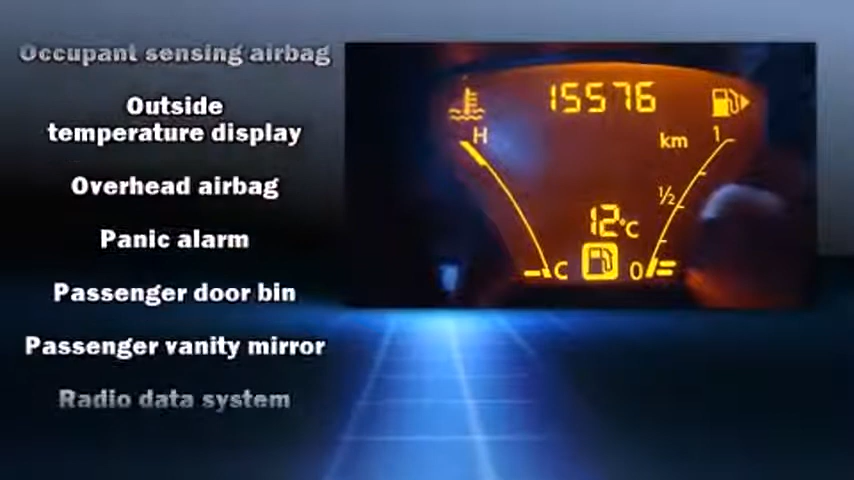 Occupant sensing airbag
Outside
temperature display
Overhead airbag
Panic alarm
Passenger door bin
Passenger vanity mirror
Radio data system
15576
km
H
1
½
12°C
C
0